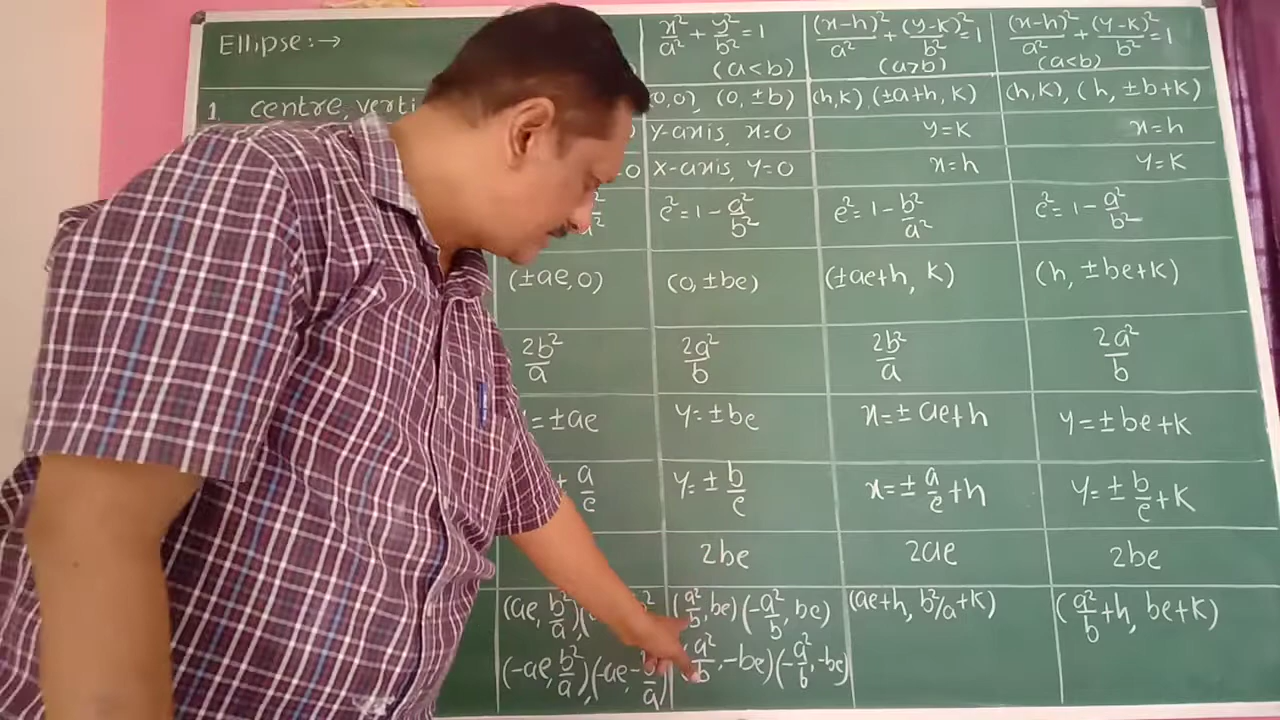 Ellipse:→ x²/a² + y²/b² = 1 (a<b) (x-h)²/a² + (y-k)²/b² = 1 (a>b) (x-h)²/a² + (y-k)²/b² = 1 (a<b)
1. centre, (0, ±b) (h,k) (±a+h, k) (h,k), (h, ±b+k)
y-axis, x=0 y=k x=h
x-axis, y=0 x=h y=k
e² = 1 - a²/b² e² = 1 - b²/a² e² = 1 - a²/b²
(±ae, 0) (0, ±be) (±ae+h, k) (h, ±be+k)
2b²/a 2a²/b 2b²/a 2a²/b
= ±ae y = ±be x = ± ae+h y = ± be+k
a/e y = ± b/e x = ± a/e +h y = ± b/e +k
2be 2ae 2be
(ae, b²/a) (a²/b, be) (-a²/b, be) (ae+h, b²/a+k) (a²/b +h, be+k)
(-ae, b²/a), (-ae, -b²/a) a²/b, -be) (-a²/b, -be)